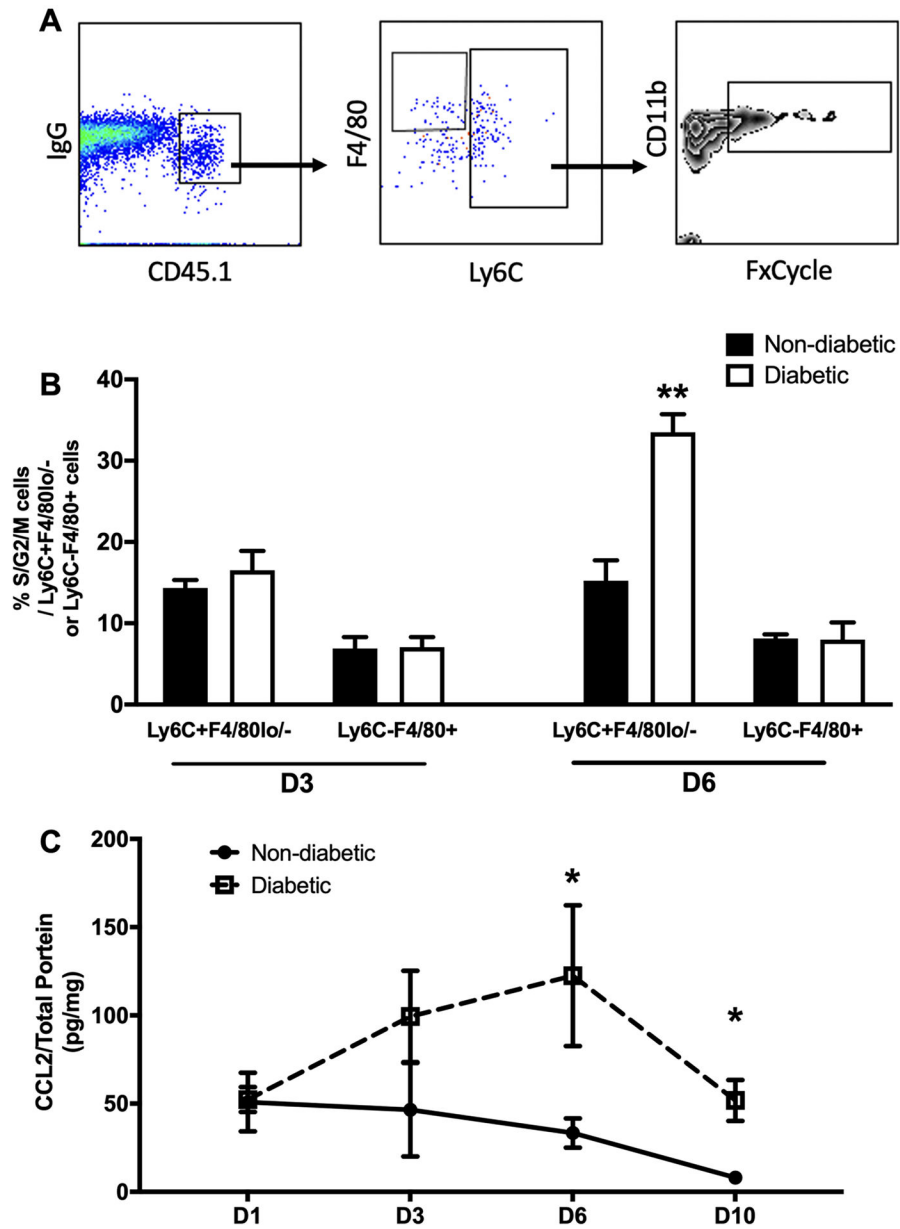 A
IgG
CD45.1
F4/80
Ly6C
CD11b
FxCycle
B
Non-diabetic
Diabetic
% S/G2/M cells
/ Ly6C+F4/80lo/-
or Ly6C-F4/80+ cells
40
30
20
10
0
**
Ly6C+F4/80lo/-
Ly6C-F4/80+
Ly6C+F4/80lo/-
Ly6C-F4/80+
D3
D6
C
Non-diabetic
Diabetic
CCL2/Total Portein
(pg/mg)
200
150
100
50
0
*
*
D1
D3
D6
D10